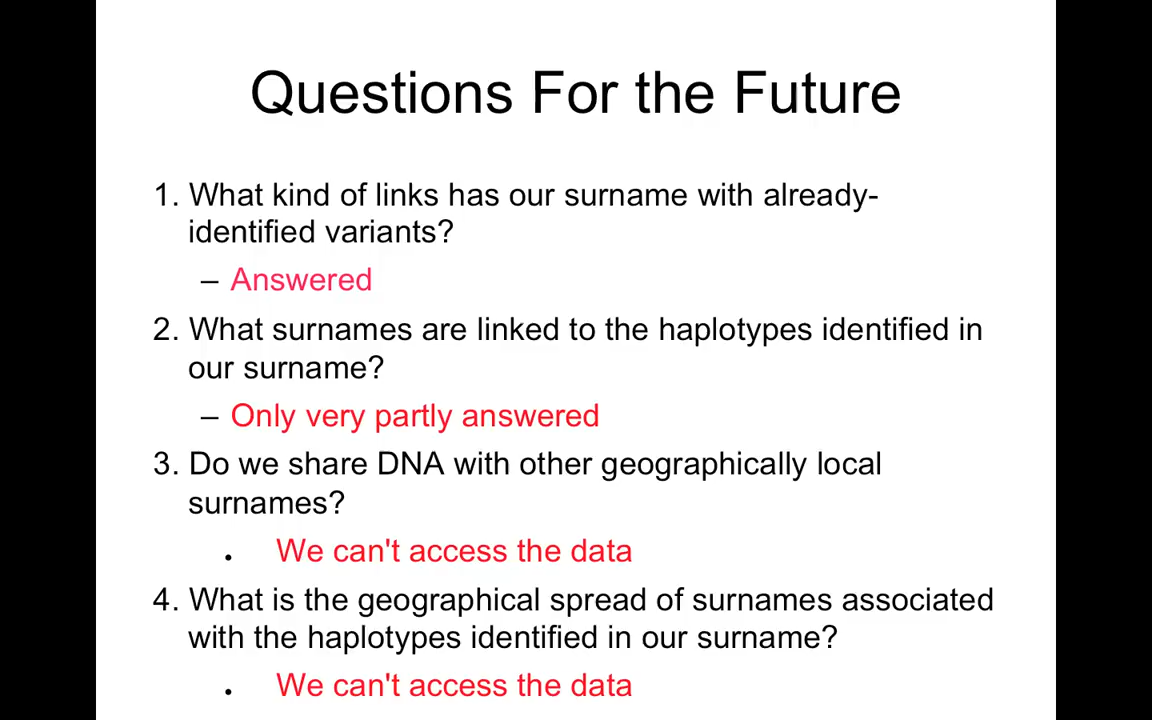 Questions For the Future
1. What kind of links has our surname with already-
identified variants?
– Answered
2. What surnames are linked to the haplotypes identified in
our surname?
– Only very partly answered
3. Do we share DNA with other geographically local
surnames?
• We can't access the data
4. What is the geographical spread of surnames associated
with the haplotypes identified in our surname?
• We can't access the data